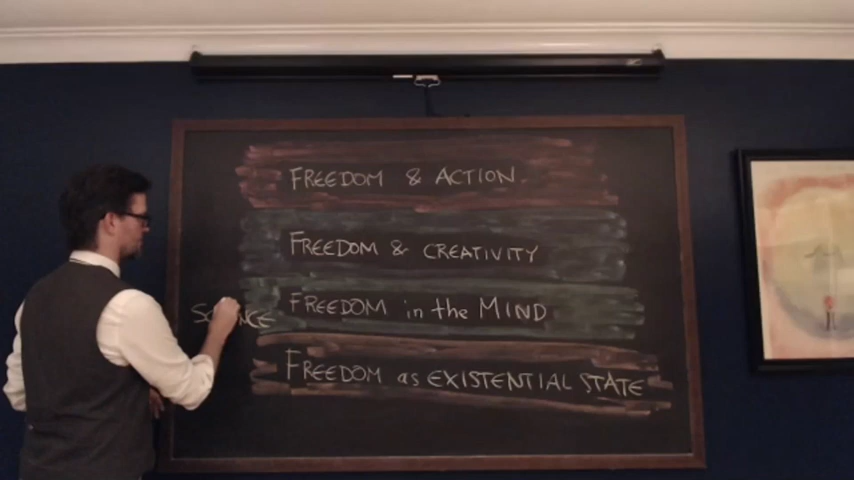 FREEDOM & ACTION
FREEDOM & CREATIVITY
FREEDOM in the MIND
FREEDOM as EXISTENTIAL STATE